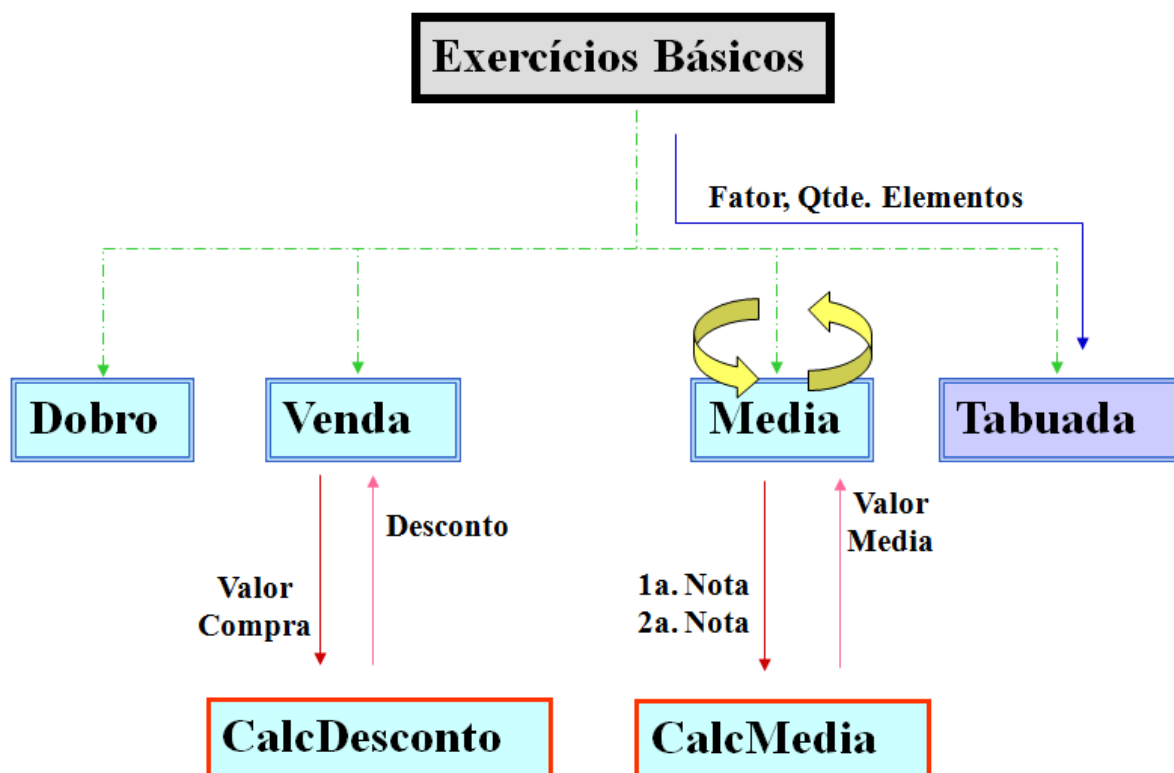 Exercícios Básicos
Fator, Qtde. Elementos
Dobro
Venda
Media
Tabuada
Desconto
Valor
Compra
Valor
Media
1a. Nota
2a. Nota
CalcDesconto
CalcMedia